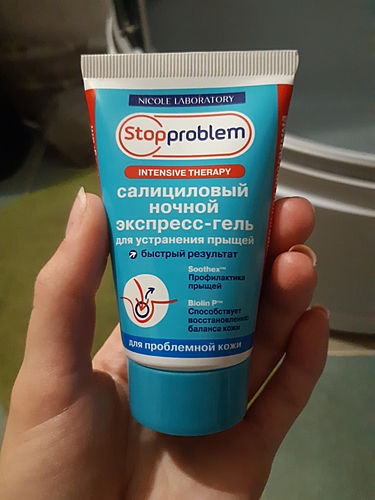 NICOLE LABORATORY
Stopproblem
INTENSIVE THERAPY
салициловый
ночной
экспресс-гель
для устранения прыщей
быстрый результат
Soothex™
Профилактика
прыщей
Biolin P™
Способствует
восстановлению
баланса кожи
для проблемной кожи